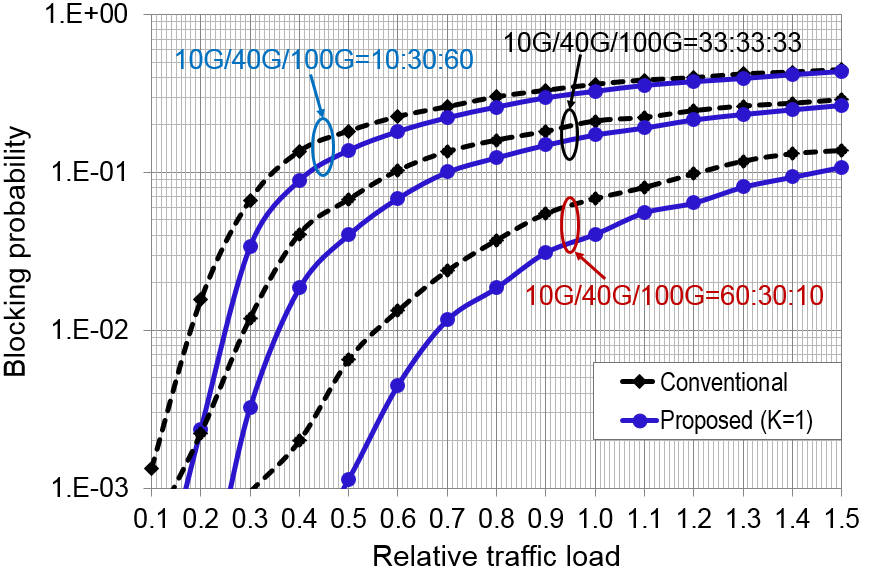 1.E+00
10G/40G/100G=33:33:33
10G/40G/100G=10:30:60
1.E-01
Blocking probability
10G/40G/100G=60:30:10
1.E-02
Conventional
Proposed (K=1)
1.E-03
0.1 0.2 0.3 0.4 0.5 0.6 0.7 0.8 0.9 1.0 1.1 1.2 1.3 1.4 1.5
Relative traffic load